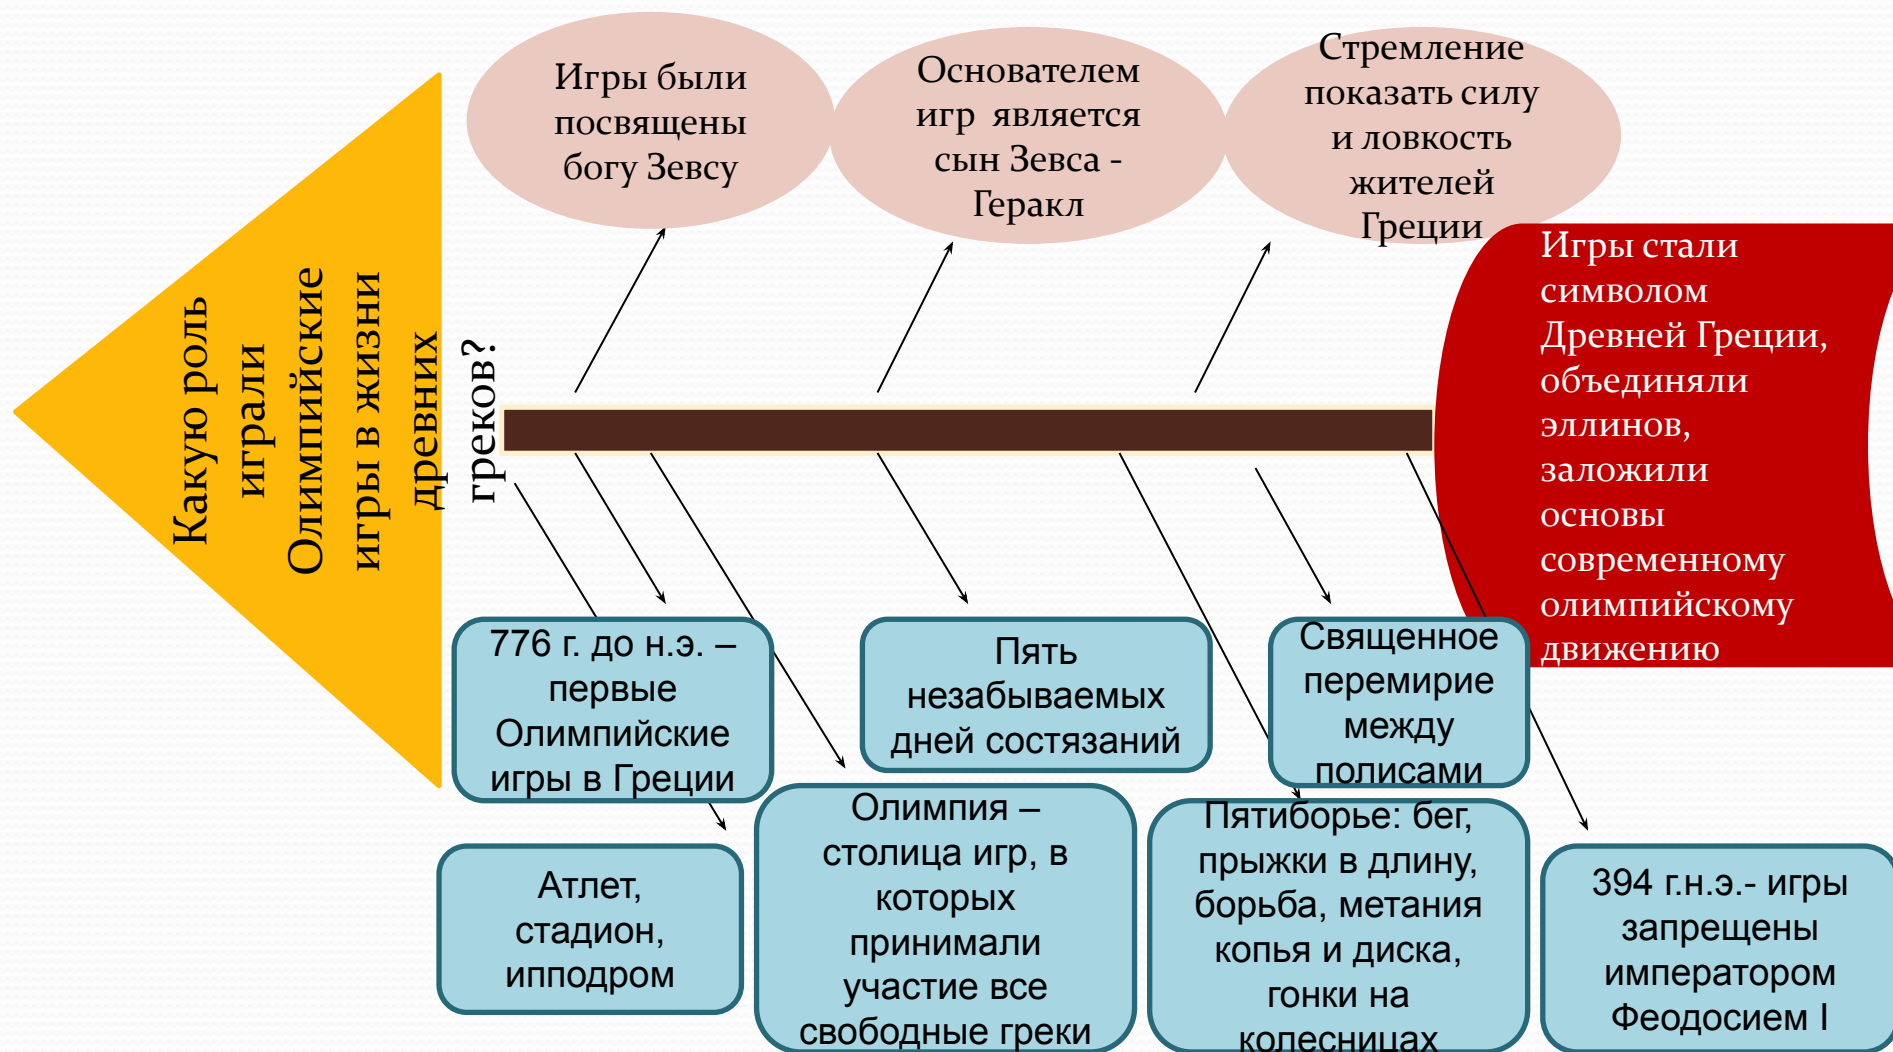 Какую роль
играли
Олимпийские
игры в жизни
древних
греков?
Игры были
посвящены
богу Зевсу
Основателем
игр является
сын Зевса -
Геракл
Стремление
показать силу
и ловкость
жителей
Греции
Игры стали
символом
Древней Греции,
объединяли
эллинов,
заложили
основы
современному
олимпийскому
движению
776 г. до н.э. –
первые
Олимпийские
игры в Греции
Пять
незабываемых
дней состязаний
Священное
перемирие
между
полисами
Атлет,
стадион,
ипподром
Олимпия –
столица игр, в
которых
принимали
участие все
свободные греки
Пятиборье: бег,
прыжки в длину,
борьба, метания
копья и диска,
гонки на
колесницах
394 г.н.э.- игры
запрещены
императором
Феодосием I